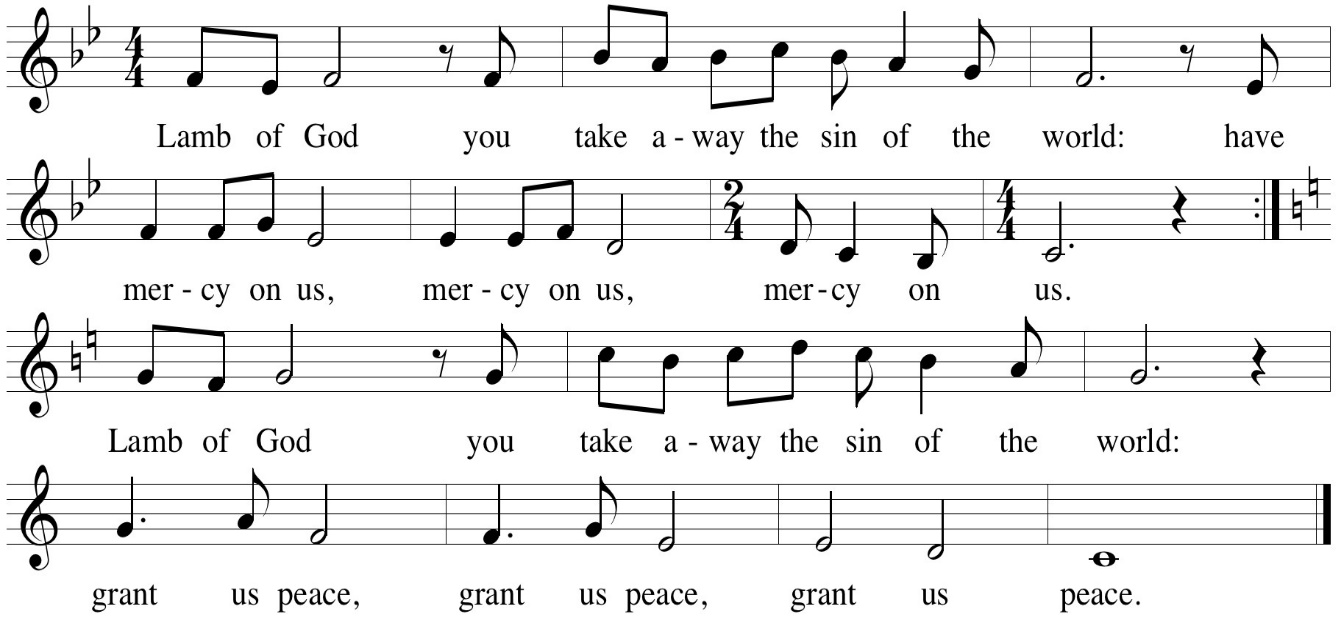 Lamb of God you take a - way the sin of the world: have
mer - cy on us, mer - cy on us, mer - cy on us.
Lamb of God you take a - way the sin of the world:
grant us peace, grant us peace, grant us peace.